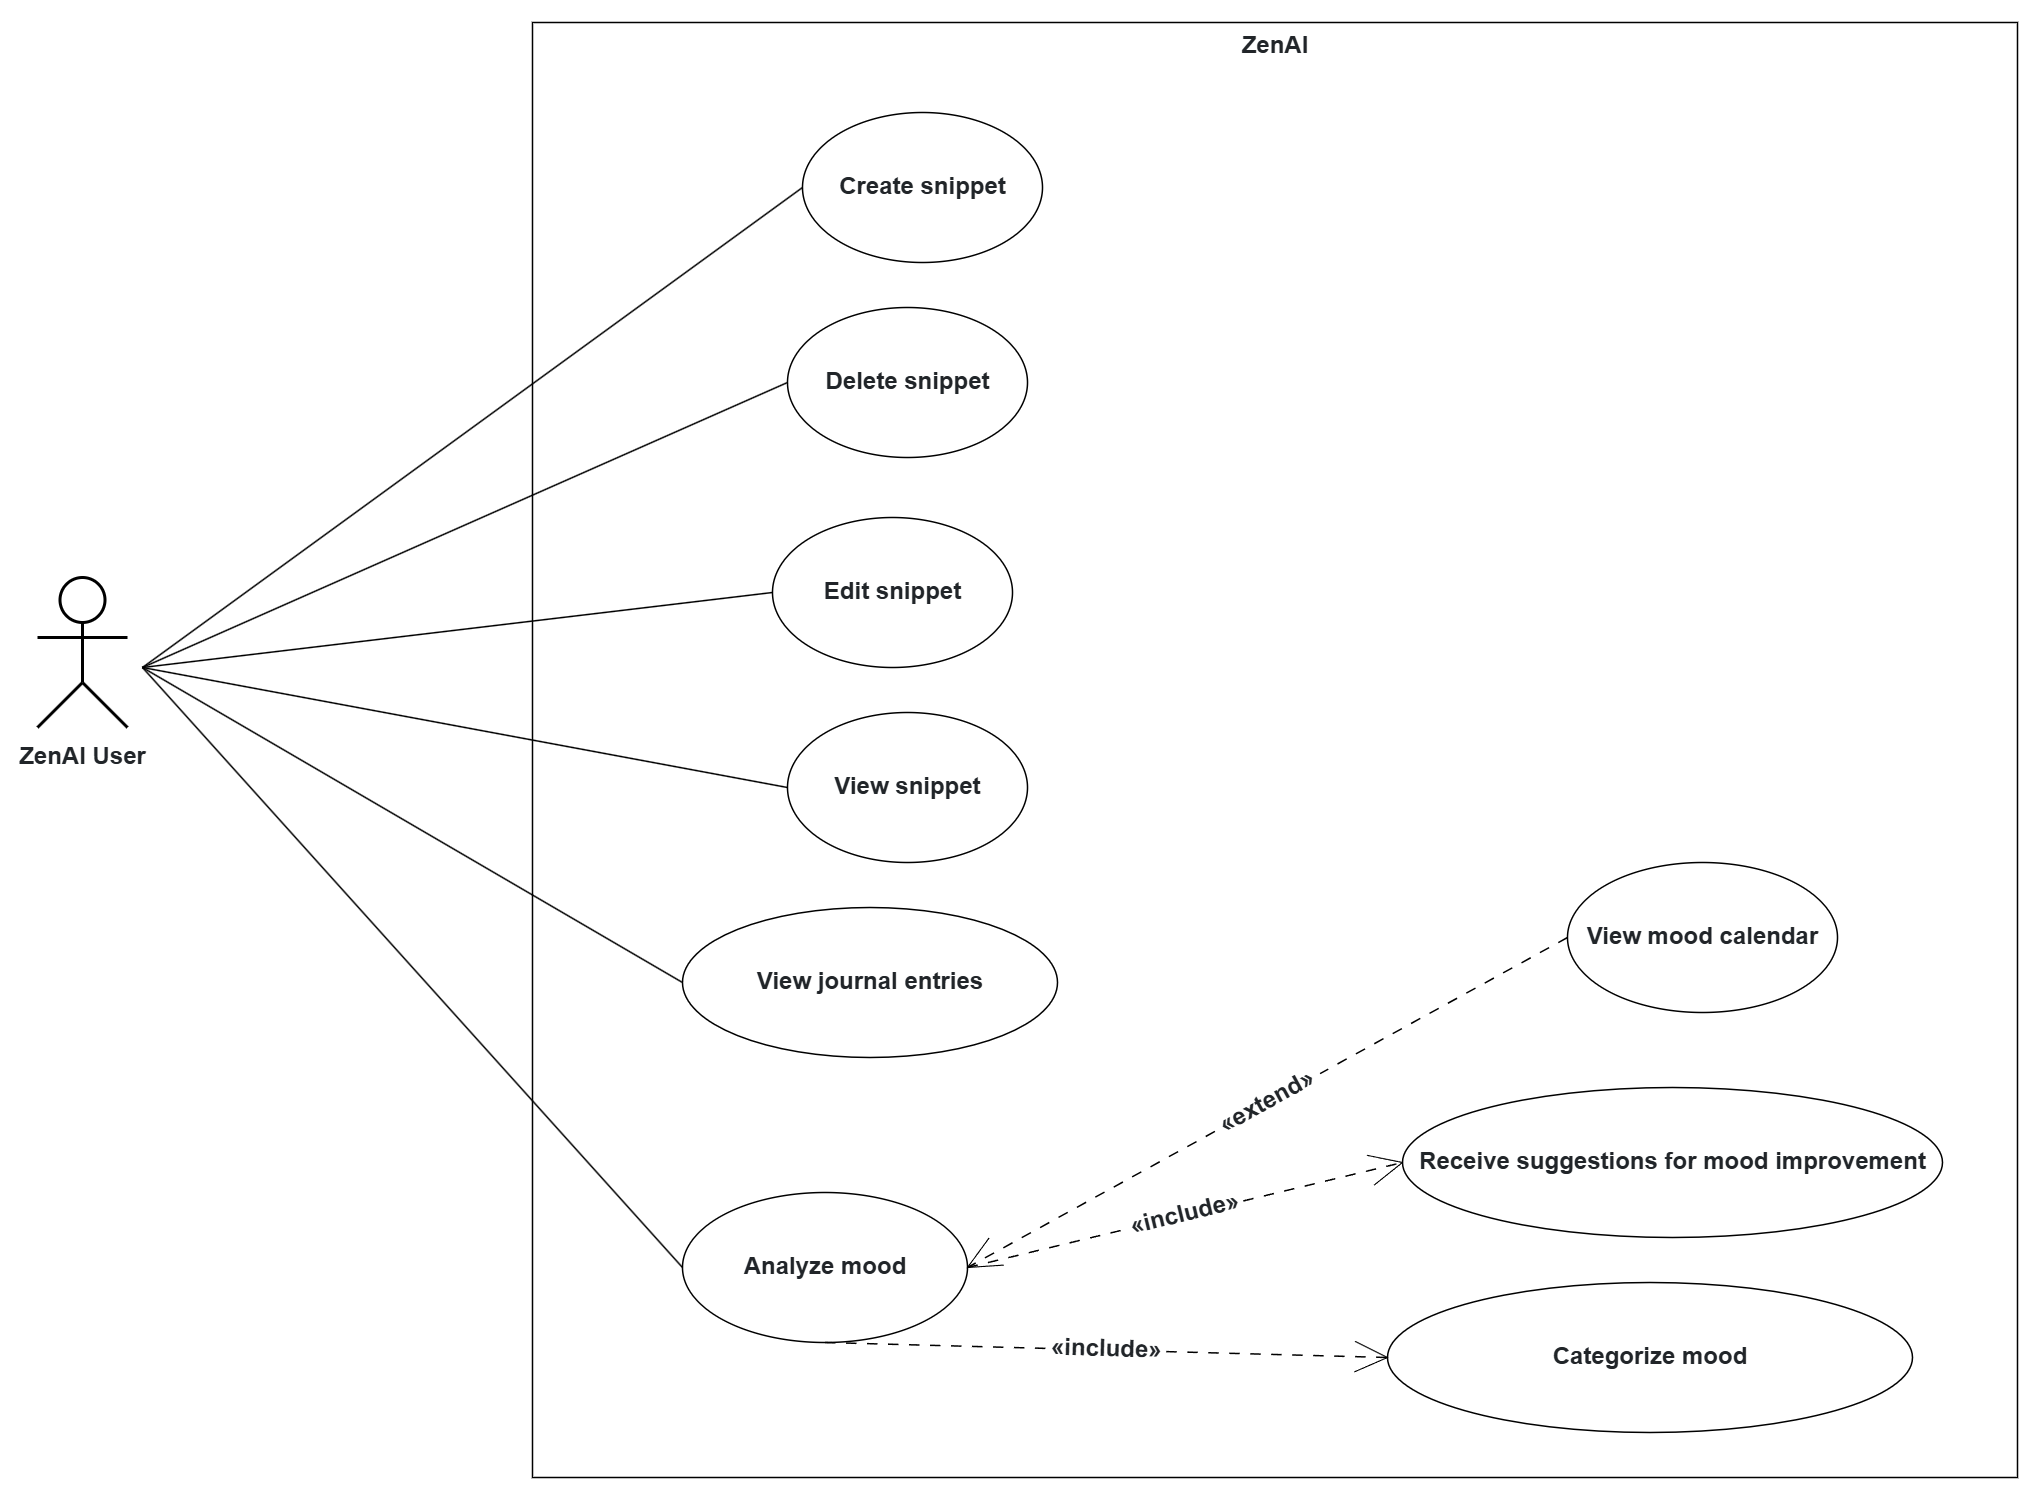 ZenAI
Create snippet
Delete snippet
Edit snippet
View snippet
ZenAI User
View mood calendar
View journal entries
«extend»
Receive suggestions for mood improvement
«include»
Analyze mood
«include»
Categorize mood